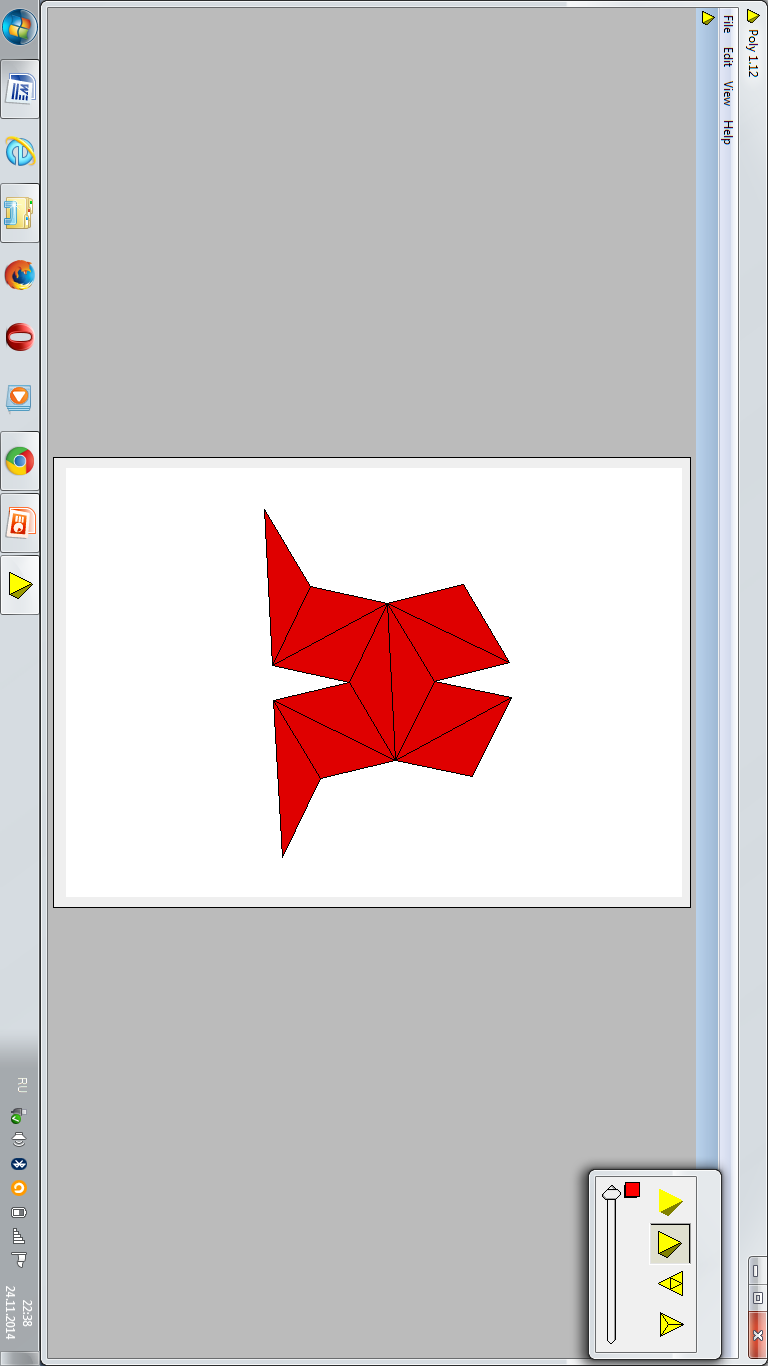 Poly 1.12
File Edit View Help
RU
22:38
24.11.2014